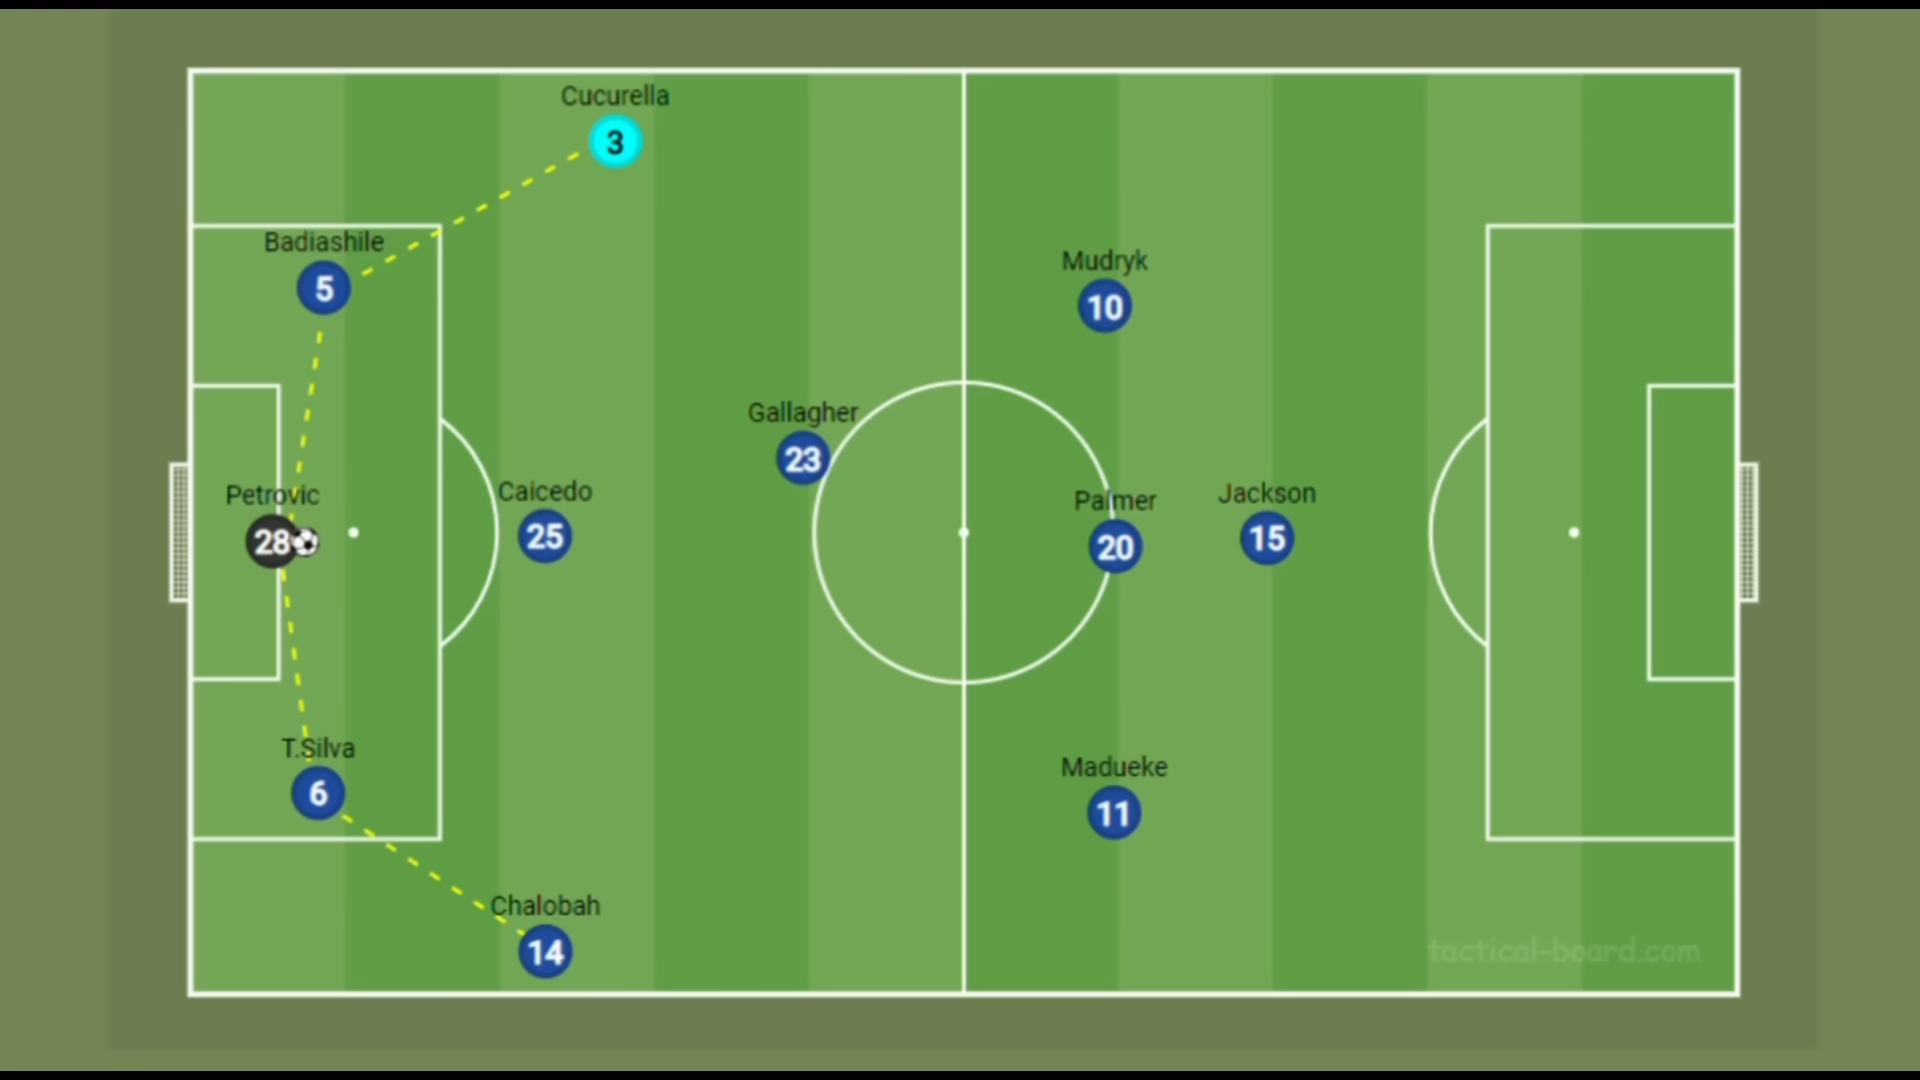 Cucurella
3
Badiashile
5
Mudryk
10
Gallagher
23
Petrovic
28
Caicedo
25
Palmer
20
Jackson
15
T.Silva
6
Madueke
11
Chalobah
14
tactical-board.com